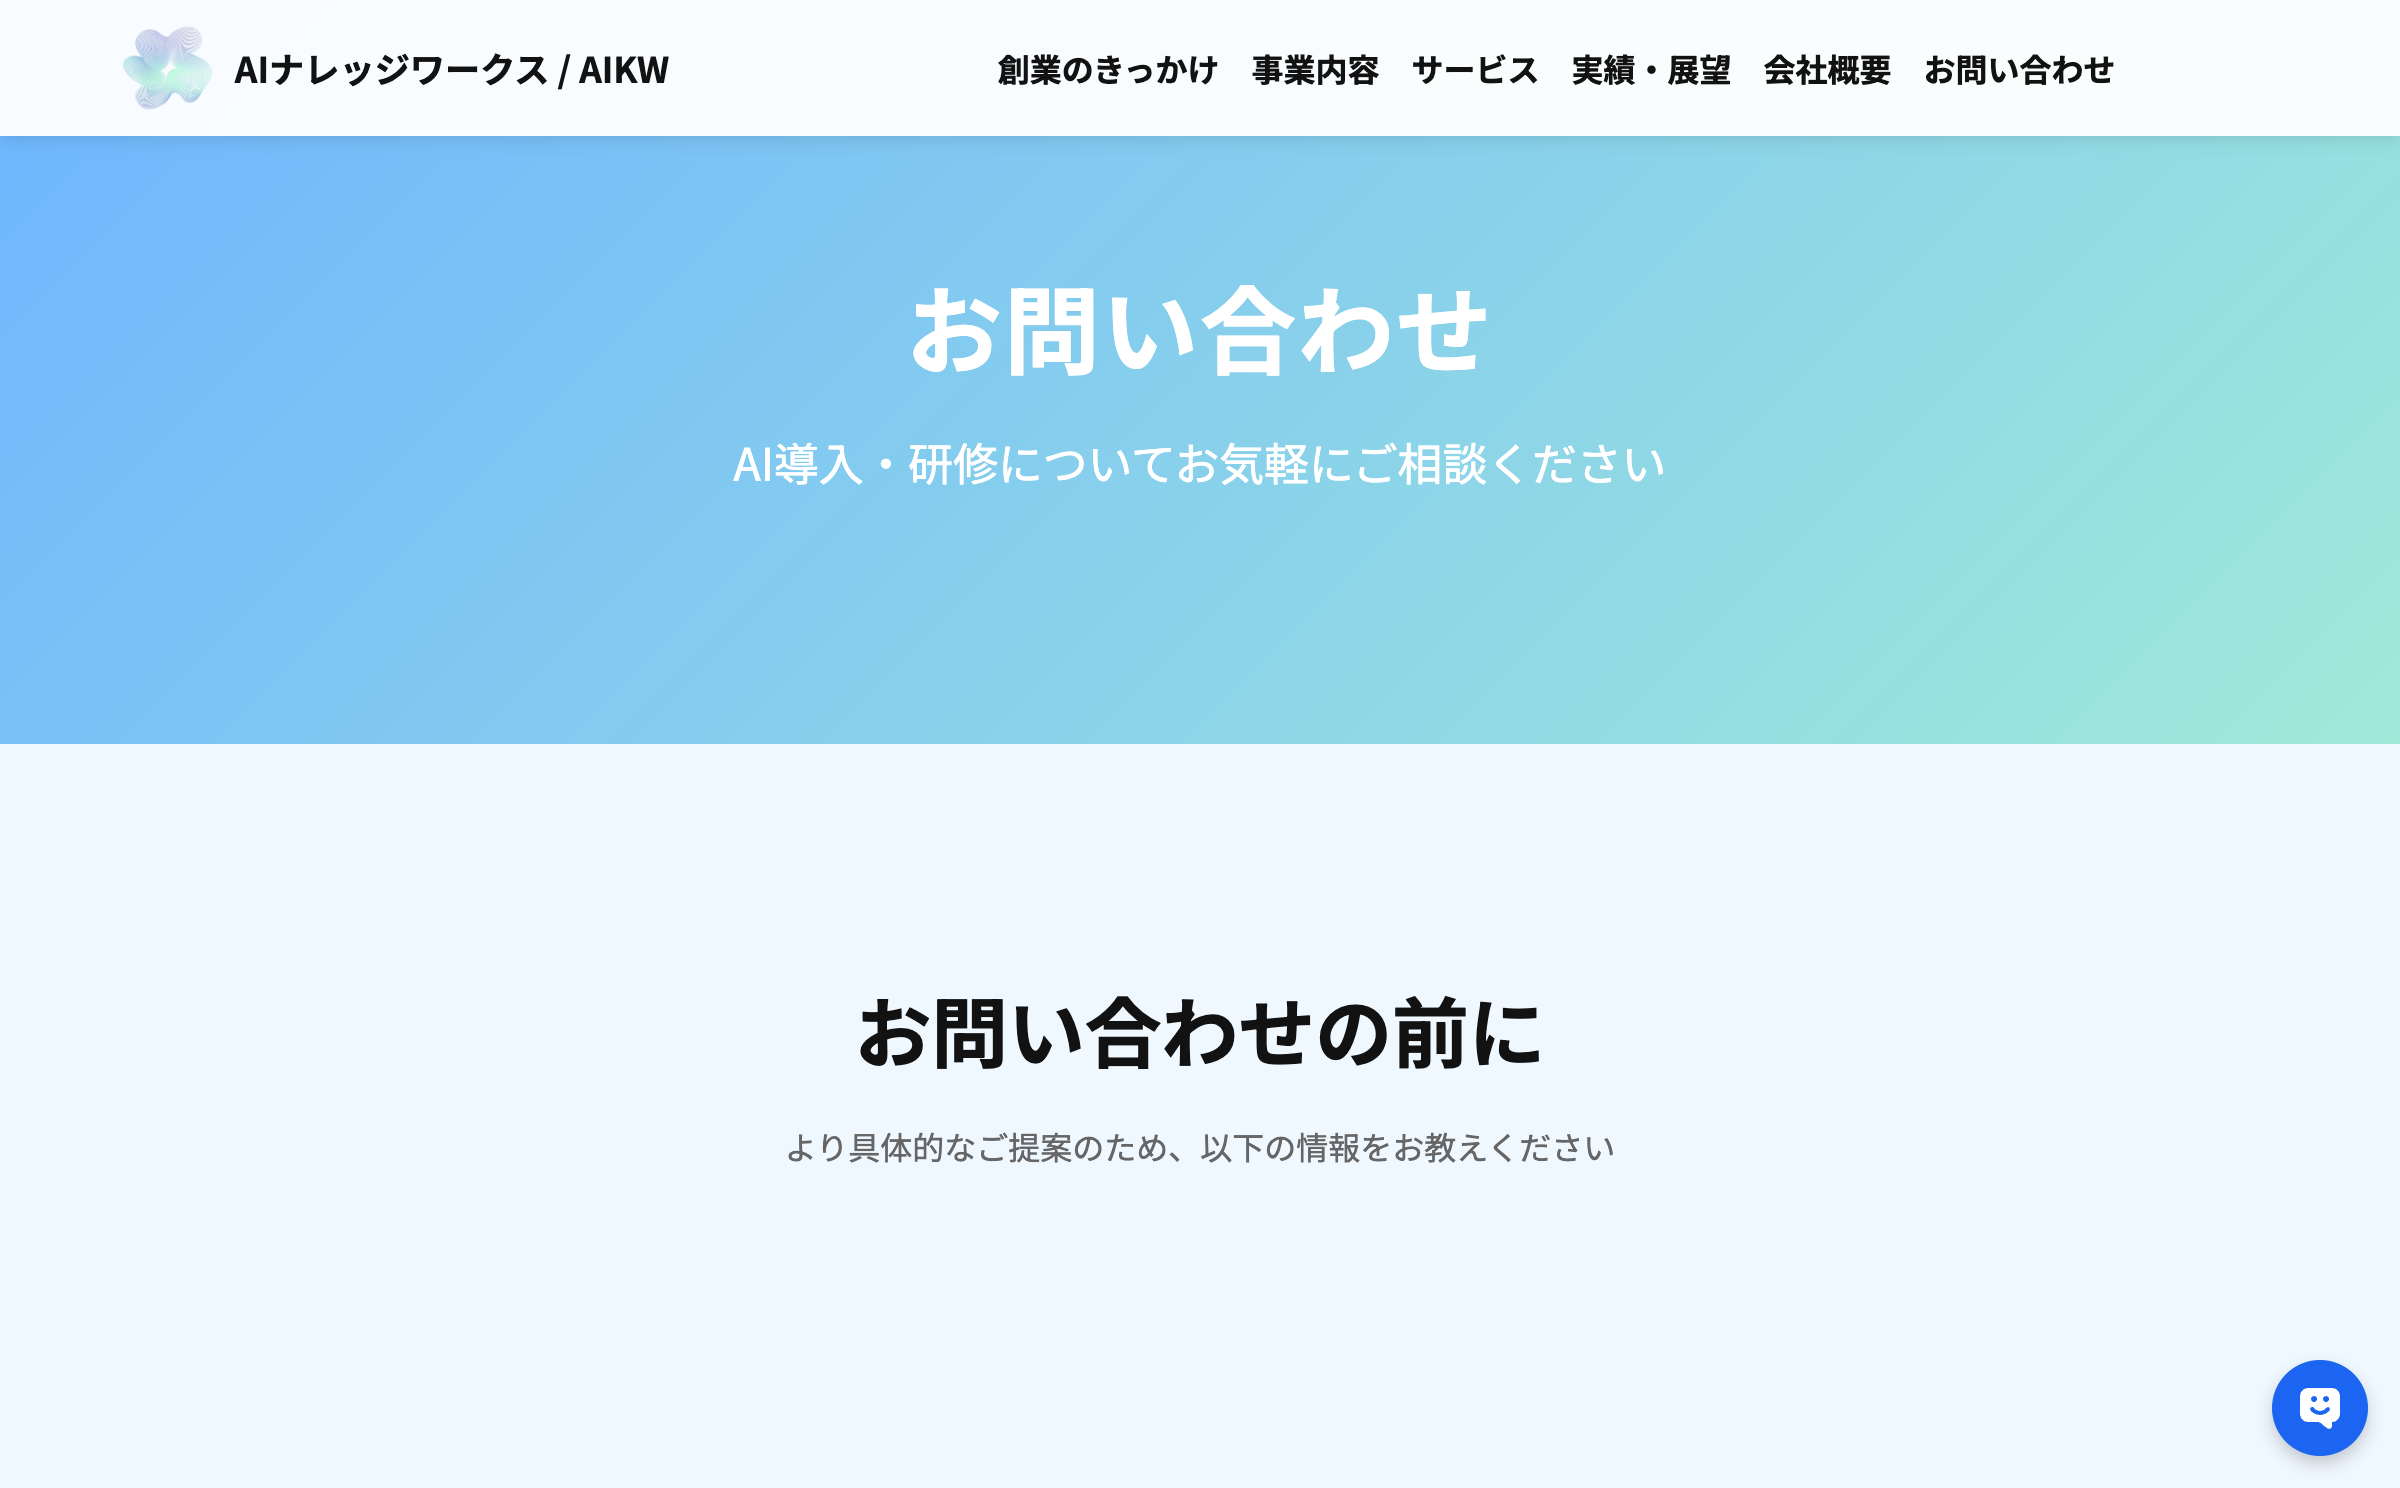 AIナレッジワークス / AIKW
創業のきっかけ 事業内容 サービス 実績・展望 会社概要 お問い合わせ
お問い合わせ
AI導入・研修についてお気軽にご相談ください
お問い合わせの前に
より具体的なご提案のため、以下の情報をお教えください